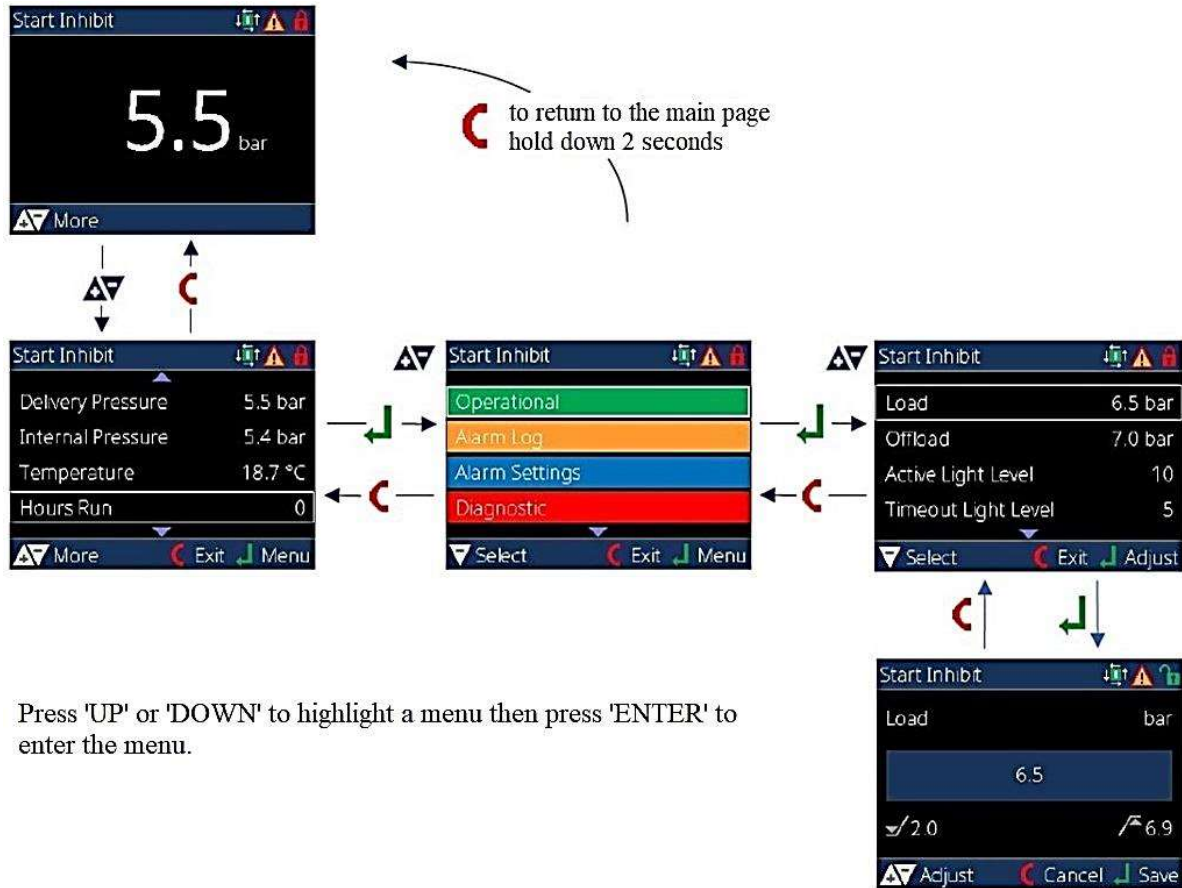 Start Inhibit
5.5 bar
More
to return to the main page
hold down 2 seconds
Start Inhibit
Delivery Pressure 5.5 bar
Internal Pressure 5.4 bar
Temperature 18.7 °C
Hours Run 0
More Exit Menu
Start Inhibit
Operational
Alarm Log
Alarm Settings
Diagnostic
Select Exit Menu
Start Inhibit
Load 6.5 bar
Offload 7.0 bar
Active Light Level 10
Timeout Light Level 5
Select Exit Adjust
Start Inhibit
Load bar
6.5
2.0 6.9
Adjust Cancel Save
Press 'UP' or 'DOWN' to highlight a menu then press 'ENTER' to
enter the menu.